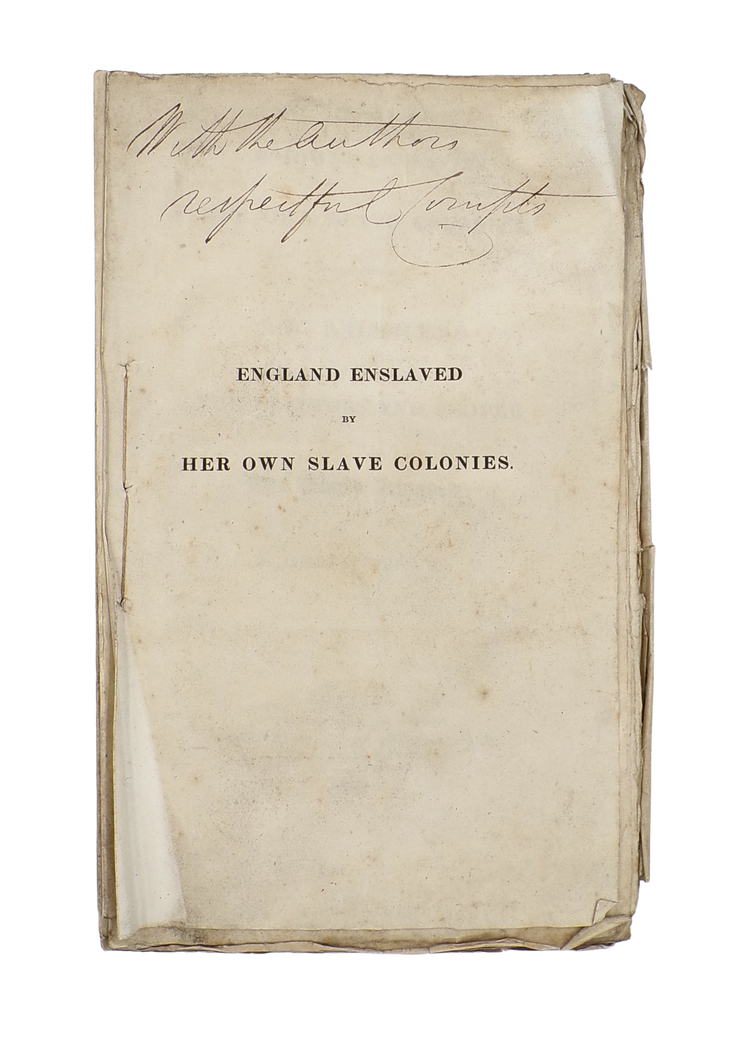 With the authors
respectful Compts
ENGLAND ENSLAVED
BY
HER OWN SLAVE COLONIES.